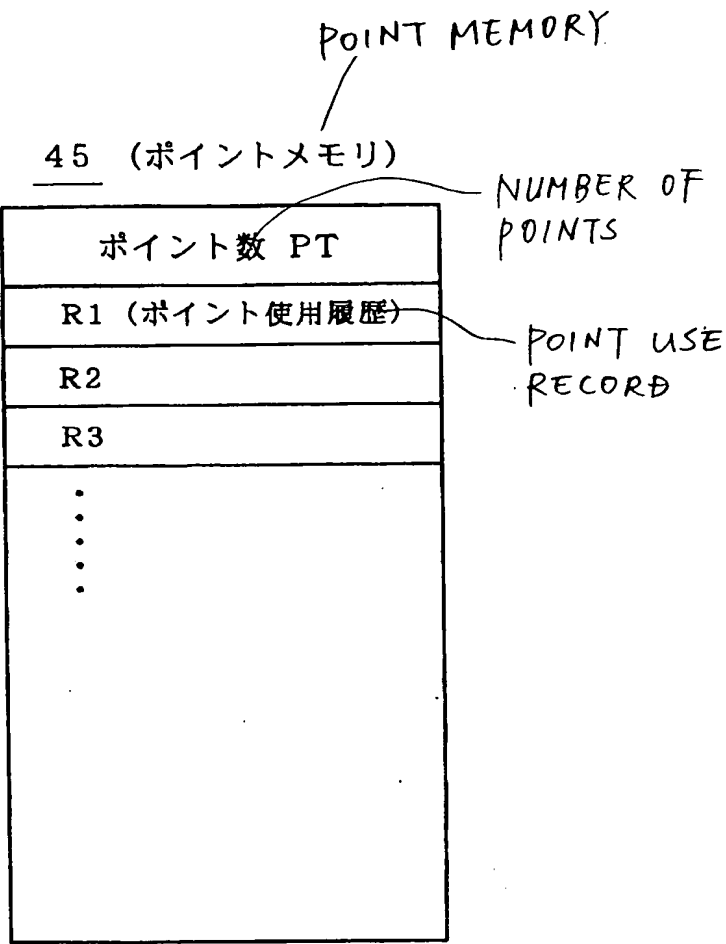 POINT MEMORY
45 (ポイントメモリ)
NUMBER OF
POINTS
ポイント数 PT
R1 (ポイント使用履歴)
POINT USE
RECORD
R2
R3